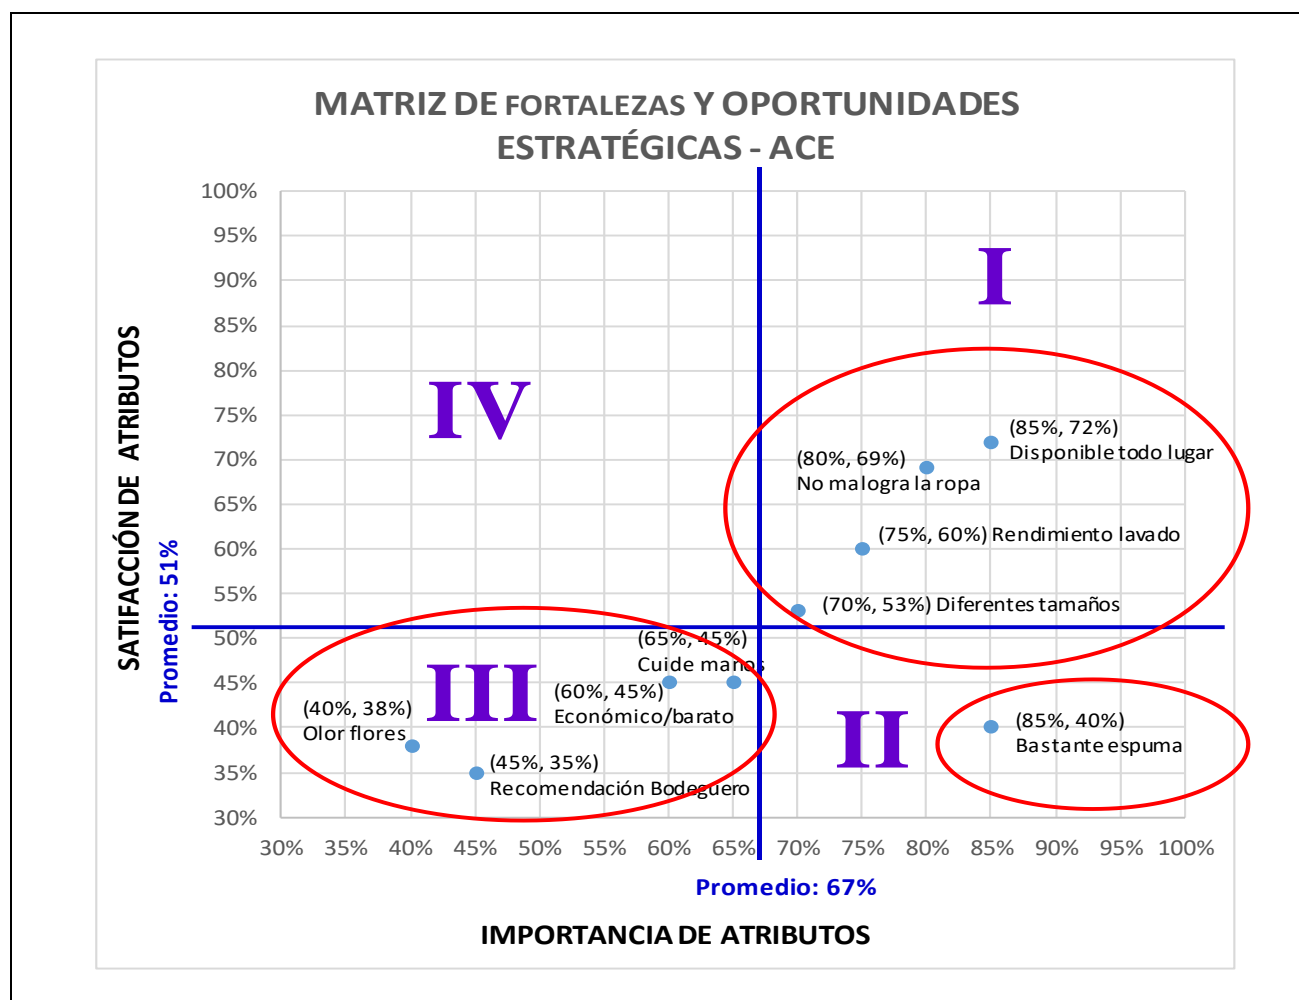 MATRIZ DE FORTALEZAS Y OPORTUNIDADES
ESTRATÉGICAS - ACE
SATIFACCIÓN DE ATRIBUTOS
Promedio: 51%
100%
95%
90%
85%
80%
75%
70%
65%
60%
55%
50%
45%
40%
35%
30%
I
IV
(85%, 72%)
Disponible todo lugar
(80%, 69%)
No malogra la ropa
(75%, 60%) Rendimiento lavado
(70%, 53%) Diferentes tamaños
(65%, 45%)
Cuide manos
III
(60%, 45%)
Económico/barato
(40%, 38%)
Olor flores
(45%, 35%)
Recomendación Bodeguero
II
(85%, 40%)
Bastante espuma
30% 35% 40% 45% 50% 55% 60% 65% 70% 75% 80% 85% 90% 95% 100%
Promedio: 67%
IMPORTANCIA DE ATRIBUTOS